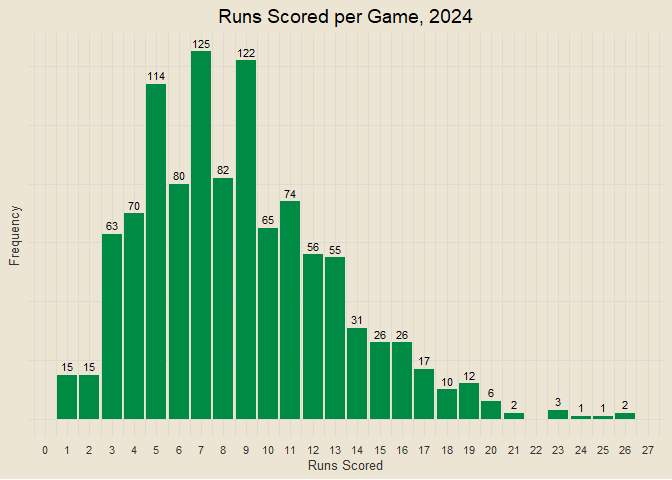 Runs Scored per Game, 2024
Frequency
15 15 63 70 114 80 125 82 122 65 74 56 55 31 26 26 17 10 12 6 2 3 1 1 2
0 1 2 3 4 5 6 7 8 9 10 11 12 13 14 15 16 17 18 19 20 21 22 23 24 25 26 27
Runs Scored